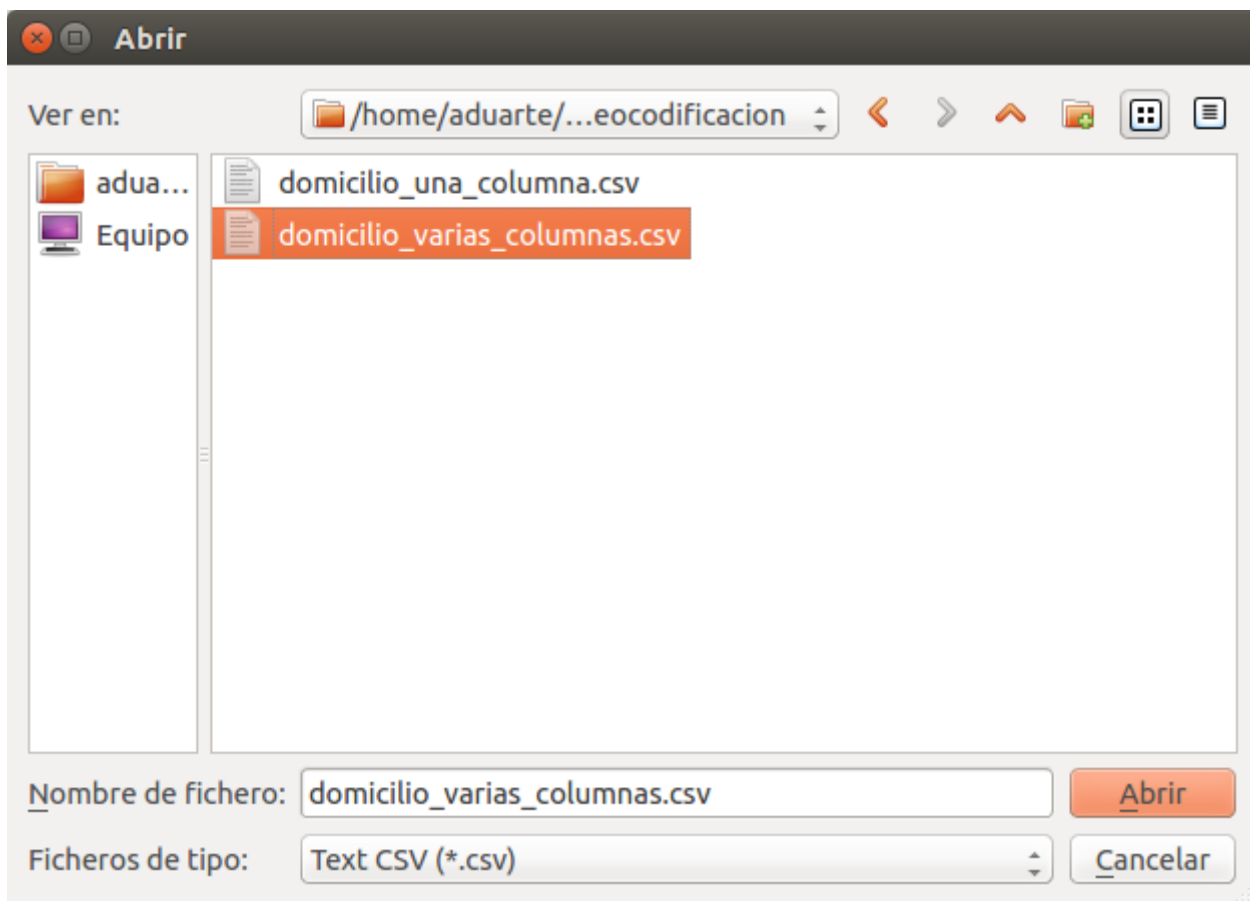 Abrir
Ver en: /home/aduarte/...eocodificacion
adua... domicilio_una_columna.csv
Equipo domicilio_varias_columnas.csv
Nombre de fichero: domicilio_varias_columnas.csv Abrir
Ficheros de tipo: Text CSV (*.csv) Cancelar